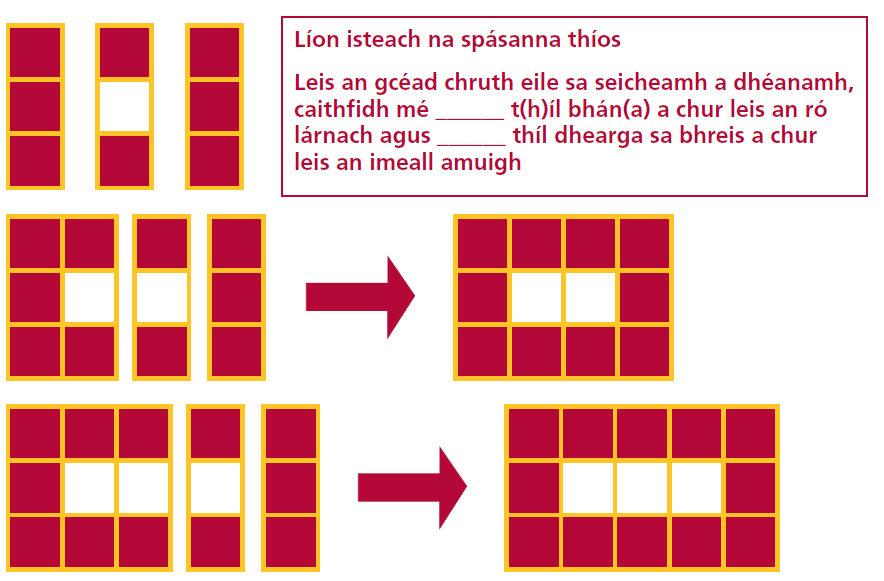 Líon isteach na spásanna thíos
Leis an gcéad chruth eile sa seicheamh a dhéanamh,
caithfidh mé ______ t(h)íl bhán(a) a chur leis an ró
lárnach agus ______ thíl dhearga sa bhreis a chur
leis an imeall amuigh